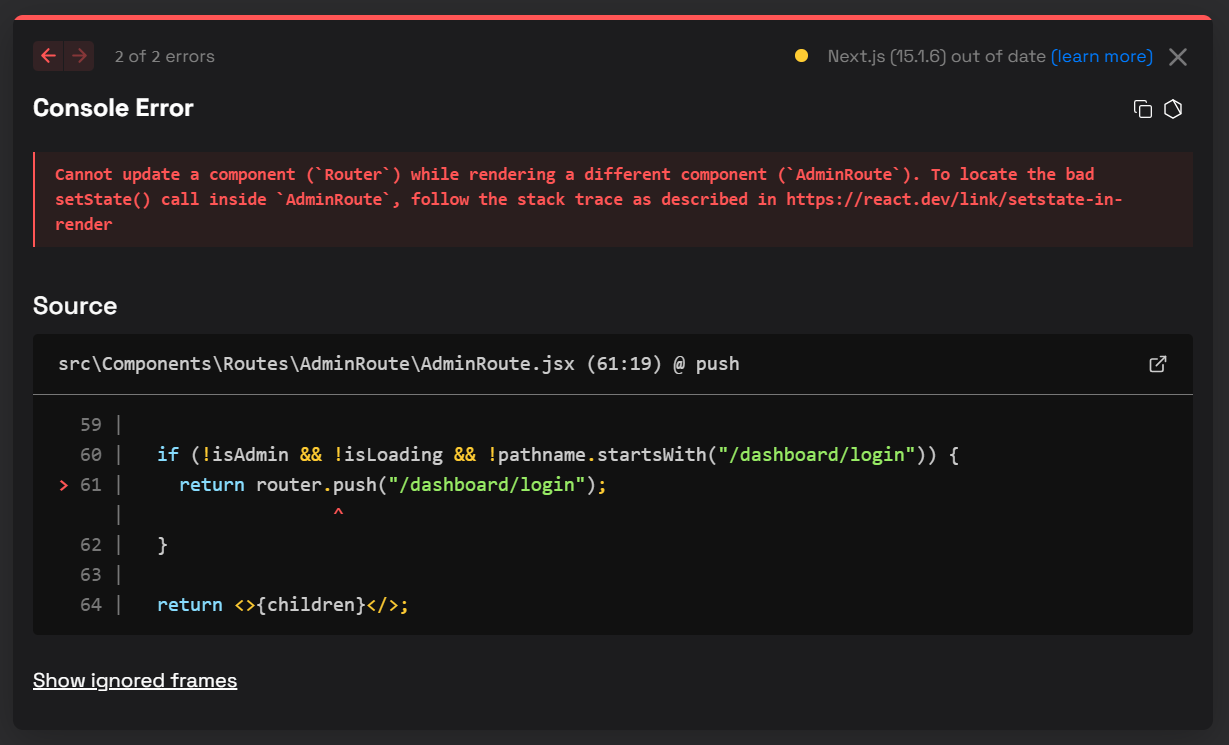 2 of 2 errors
Next.js (15.1.6) out of date (learn more)
Console Error
Cannot update a component (`Router`) while rendering a different component (`AdminRoute`). To locate the bad
setState() call inside `AdminRoute`, follow the stack trace as described in https://react.dev/link/setstate-in-
render
Source
src\Components\Routes\AdminRoute\AdminRoute.jsx (61:19) @ push
59 |
60 | if (!isAdmin && !isLoading && !pathname.startsWith("/dashboard/login")) {
> 61 | return router.push("/dashboard/login");
| ^
62 | }
63 |
64 | return <>{children}</>;
Show ignored frames